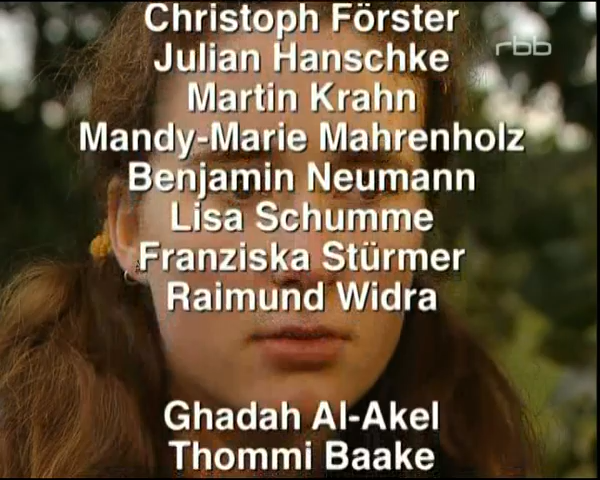 Christoph Förster
rbb
Julian Hanschke
Martin Krahn
Mandy-Marie Mahrenholz
Benjamin Neumann
Lisa Schumme
Franziska Stürmer
Raimund Widra
Ghadah Al-Akel
Thommi Baake